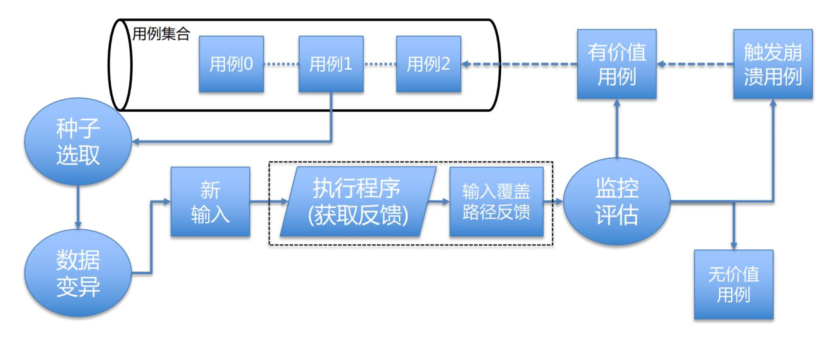 用例集合
用例0
用例1
用例2
有价值
用例
触发崩
溃用例
种子
选取
新
输入
执行程序
(获取反馈)
输入覆盖
路径反馈
监控
评估
数据
变异
无价值
用例